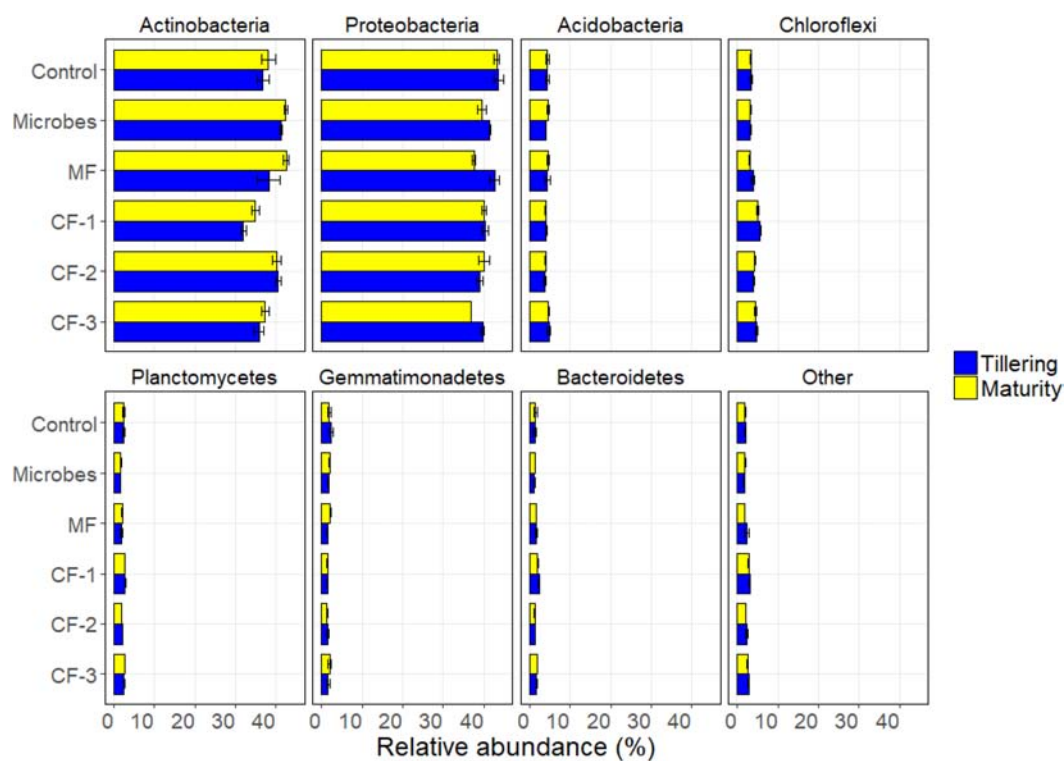 Actinobacteria Proteobacteria Acidobacteria Chloroflexi
Control
Microbes
MF
CF-1
CF-2
CF-3
Planctomycetes Gemmatimonadetes Bacteroidetes Other
Control
Microbes
MF
CF-1
CF-2
CF-3
0 10 20 30 40 0 10 20 30 40 0 10 20 30 40 0 10 20 30 40
Relative abundance (%)
Tillering
Maturity